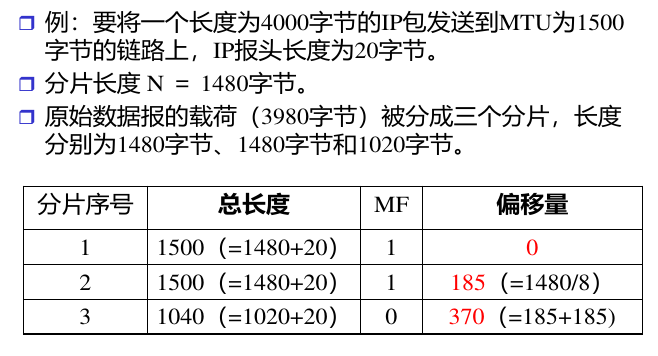 例：要将一个长度为4000字节的IP包发送到MTU为1500
字节的链路上，IP报头长度为20字节。
分片长度 N = 1480字节。
原始数据报的载荷（3980字节）被分成三个分片，长度
分别为1480字节、1480字节和1020字节。
分片序号 总长度 MF 偏移量
1 1500（=1480+20） 1 0
2 1500（=1480+20） 1 185（=1480/8）
3 1040（=1020+20） 0 370（=185+185)